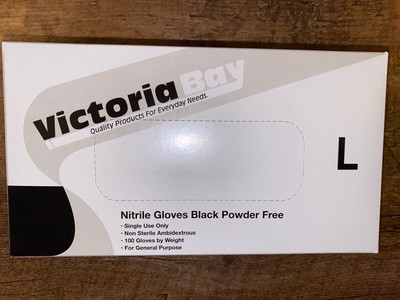 Victoria Bay
Quality Products For Everyday Needs.
L
Nitrile Gloves Black Powder Free
• Single Use Only
• Non Sterile Ambidextrous
• 100 Gloves by Weight
• For General Purpose